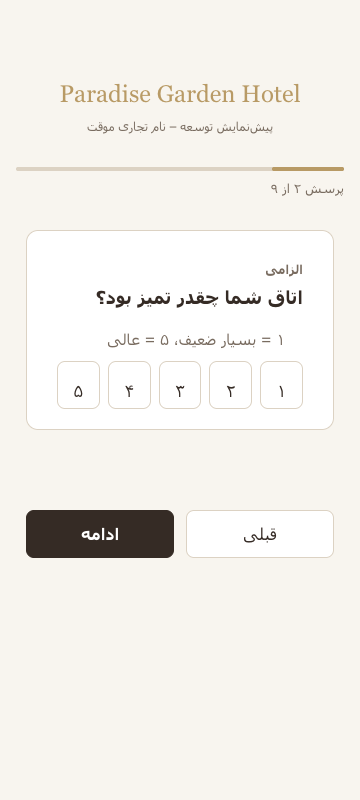 Paradise Garden Hotel
پیش‌نمایش توسعه – نام تجاری موقت
پرسش ۲ از ۹
الزامی
اتاق شما چقدر تمیز بود؟
۱ = بسیار ضعیف، ۵ = عالی
۱ ۲ ۳ ۴ ۵
قبلی ادامه